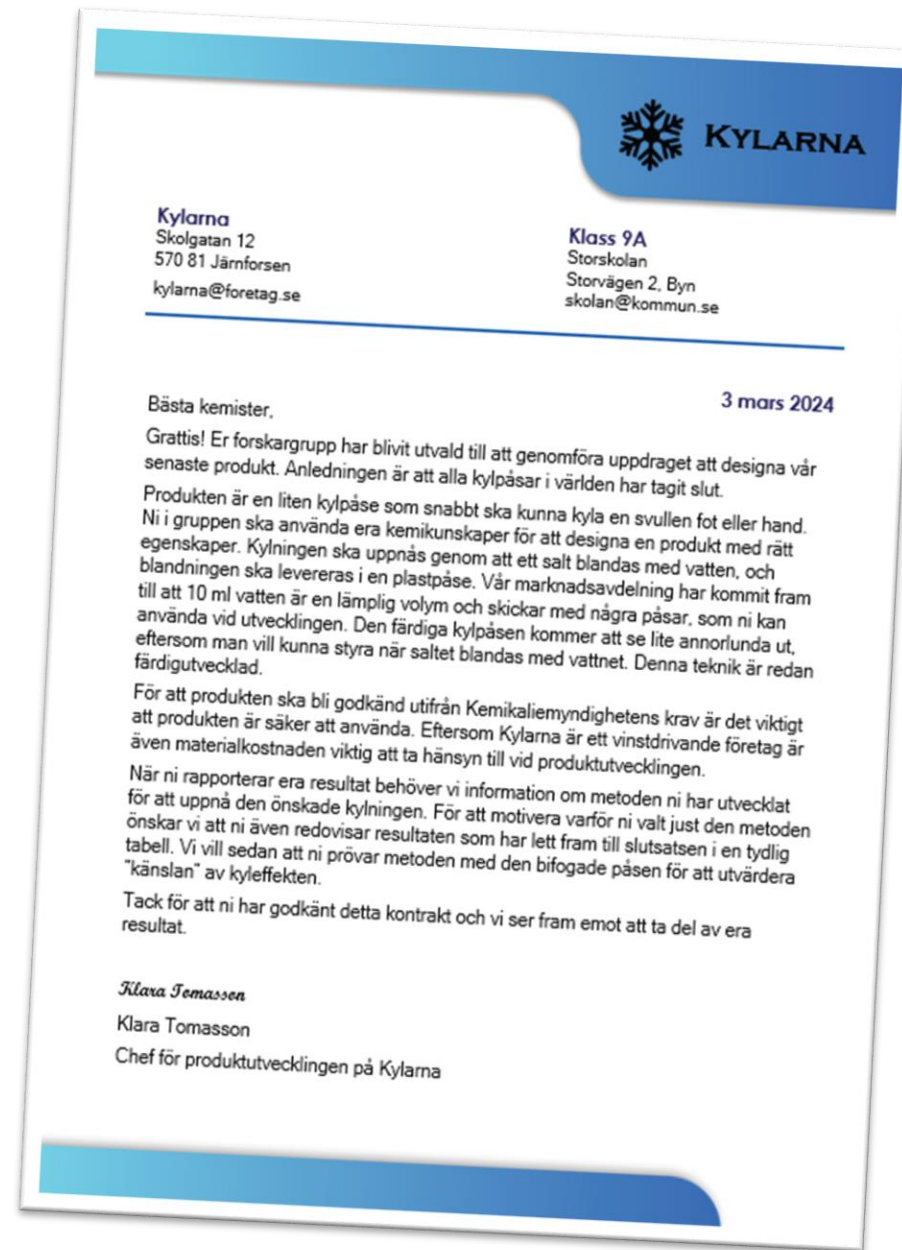 KYLARNA
Kylarna
Skolgatan 12
570 81 Järnforsen
kylarna@foretag.se
Klass 9A
Storskolan
Storvägen 2, Byn
skolan@kommun.se
3 mars 2024
Bästa kemister,
Grattis! Er forskargrupp har blivit utvald till att genomföra uppdraget att designa vår
senaste produkt. Anledningen är att alla kylpåsar i världen har tagit slut.
Produkten är en liten kylpåse som snabbt ska kunna kyla en svullen fot eller hand.
Ni i gruppen ska använda era kemikunskaper för att designa en produkt med rätt
egenskaper. Kylningen ska uppnås genom att ett salt blandas med vatten, och
blandningen ska levereras i en plastpåse. Vår marknadsavdelning har kommit fram
till att 10 ml vatten är en lämplig volym och skickar med några påsar, som ni kan
använda vid utvecklingen. Den färdiga kylpåsen kommer att se lite annorlunda ut,
eftersom man vill kunna styra när saltet blandas med vattnet. Denna teknik är redan
färdigutvecklad.
För att produkten ska bli godkänd utifrån Kemikaliemyndighetens krav är det viktigt
att produkten är säker att använda. Eftersom Kylarna är ett vinstdrivande företag är
även materialkostnaden viktig att ta hänsyn till vid produktutvecklingen.
När ni rapporterar era resultat behöver vi information om metoden ni har utvecklat
för att uppnå den önskade kylningen. För att motivera varför ni valt just den metoden
önskar vi att ni även redovisar resultaten som har lett fram till slutsatsen i en tydlig
tabell. Vi vill sedan att ni prövar metoden med den bifogade påsen för att utvärdera
"känslan" av kyleffekten.
Tack för att ni har godkänt detta kontrakt och vi ser fram emot att ta del av era
resultat.
Klara Tomasson
Klara Tomasson
Chef för produktutvecklingen på Kylarna